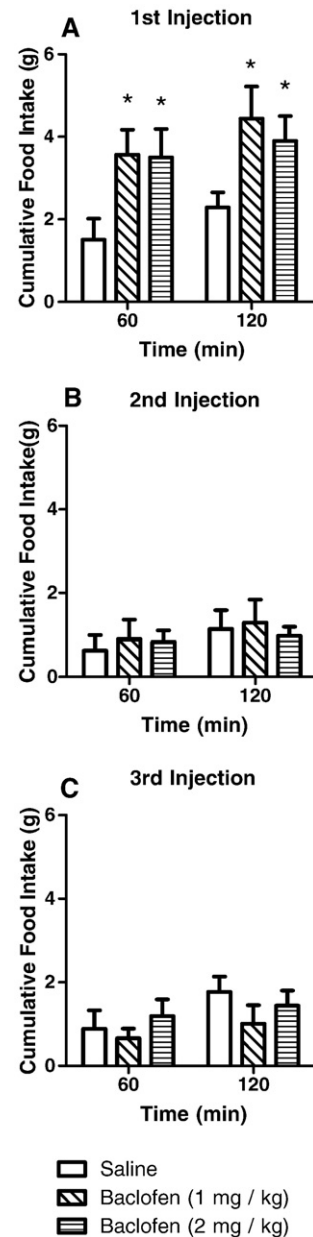 A
1st Injection
Cumulative Food Intake (g)
6
4
2
0
*
*
*
*
60
120
Time (min)
B
2nd Injection
Cumulative Food Intake(g)
6
4
2
0
60
120
Time (min)
C
3rd Injection
Cumulative Food Intake (g)
6
4
2
0
60
120
Time (min)
Saline
Baclofen (1 mg / kg)
Baclofen (2 mg / kg)